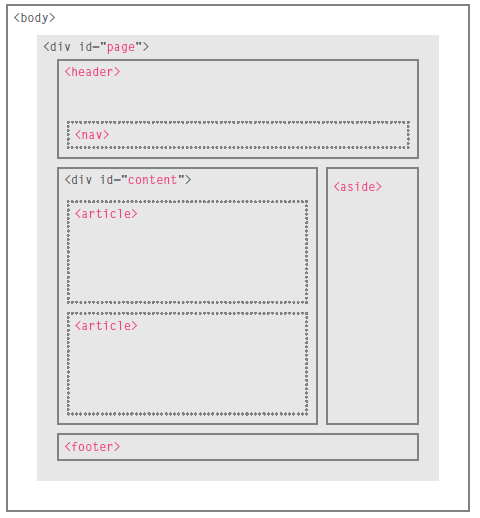 <body>
<div id="page">
<header>
<nav>
<div id="content">
<aside>
<article>
<article>
<footer>